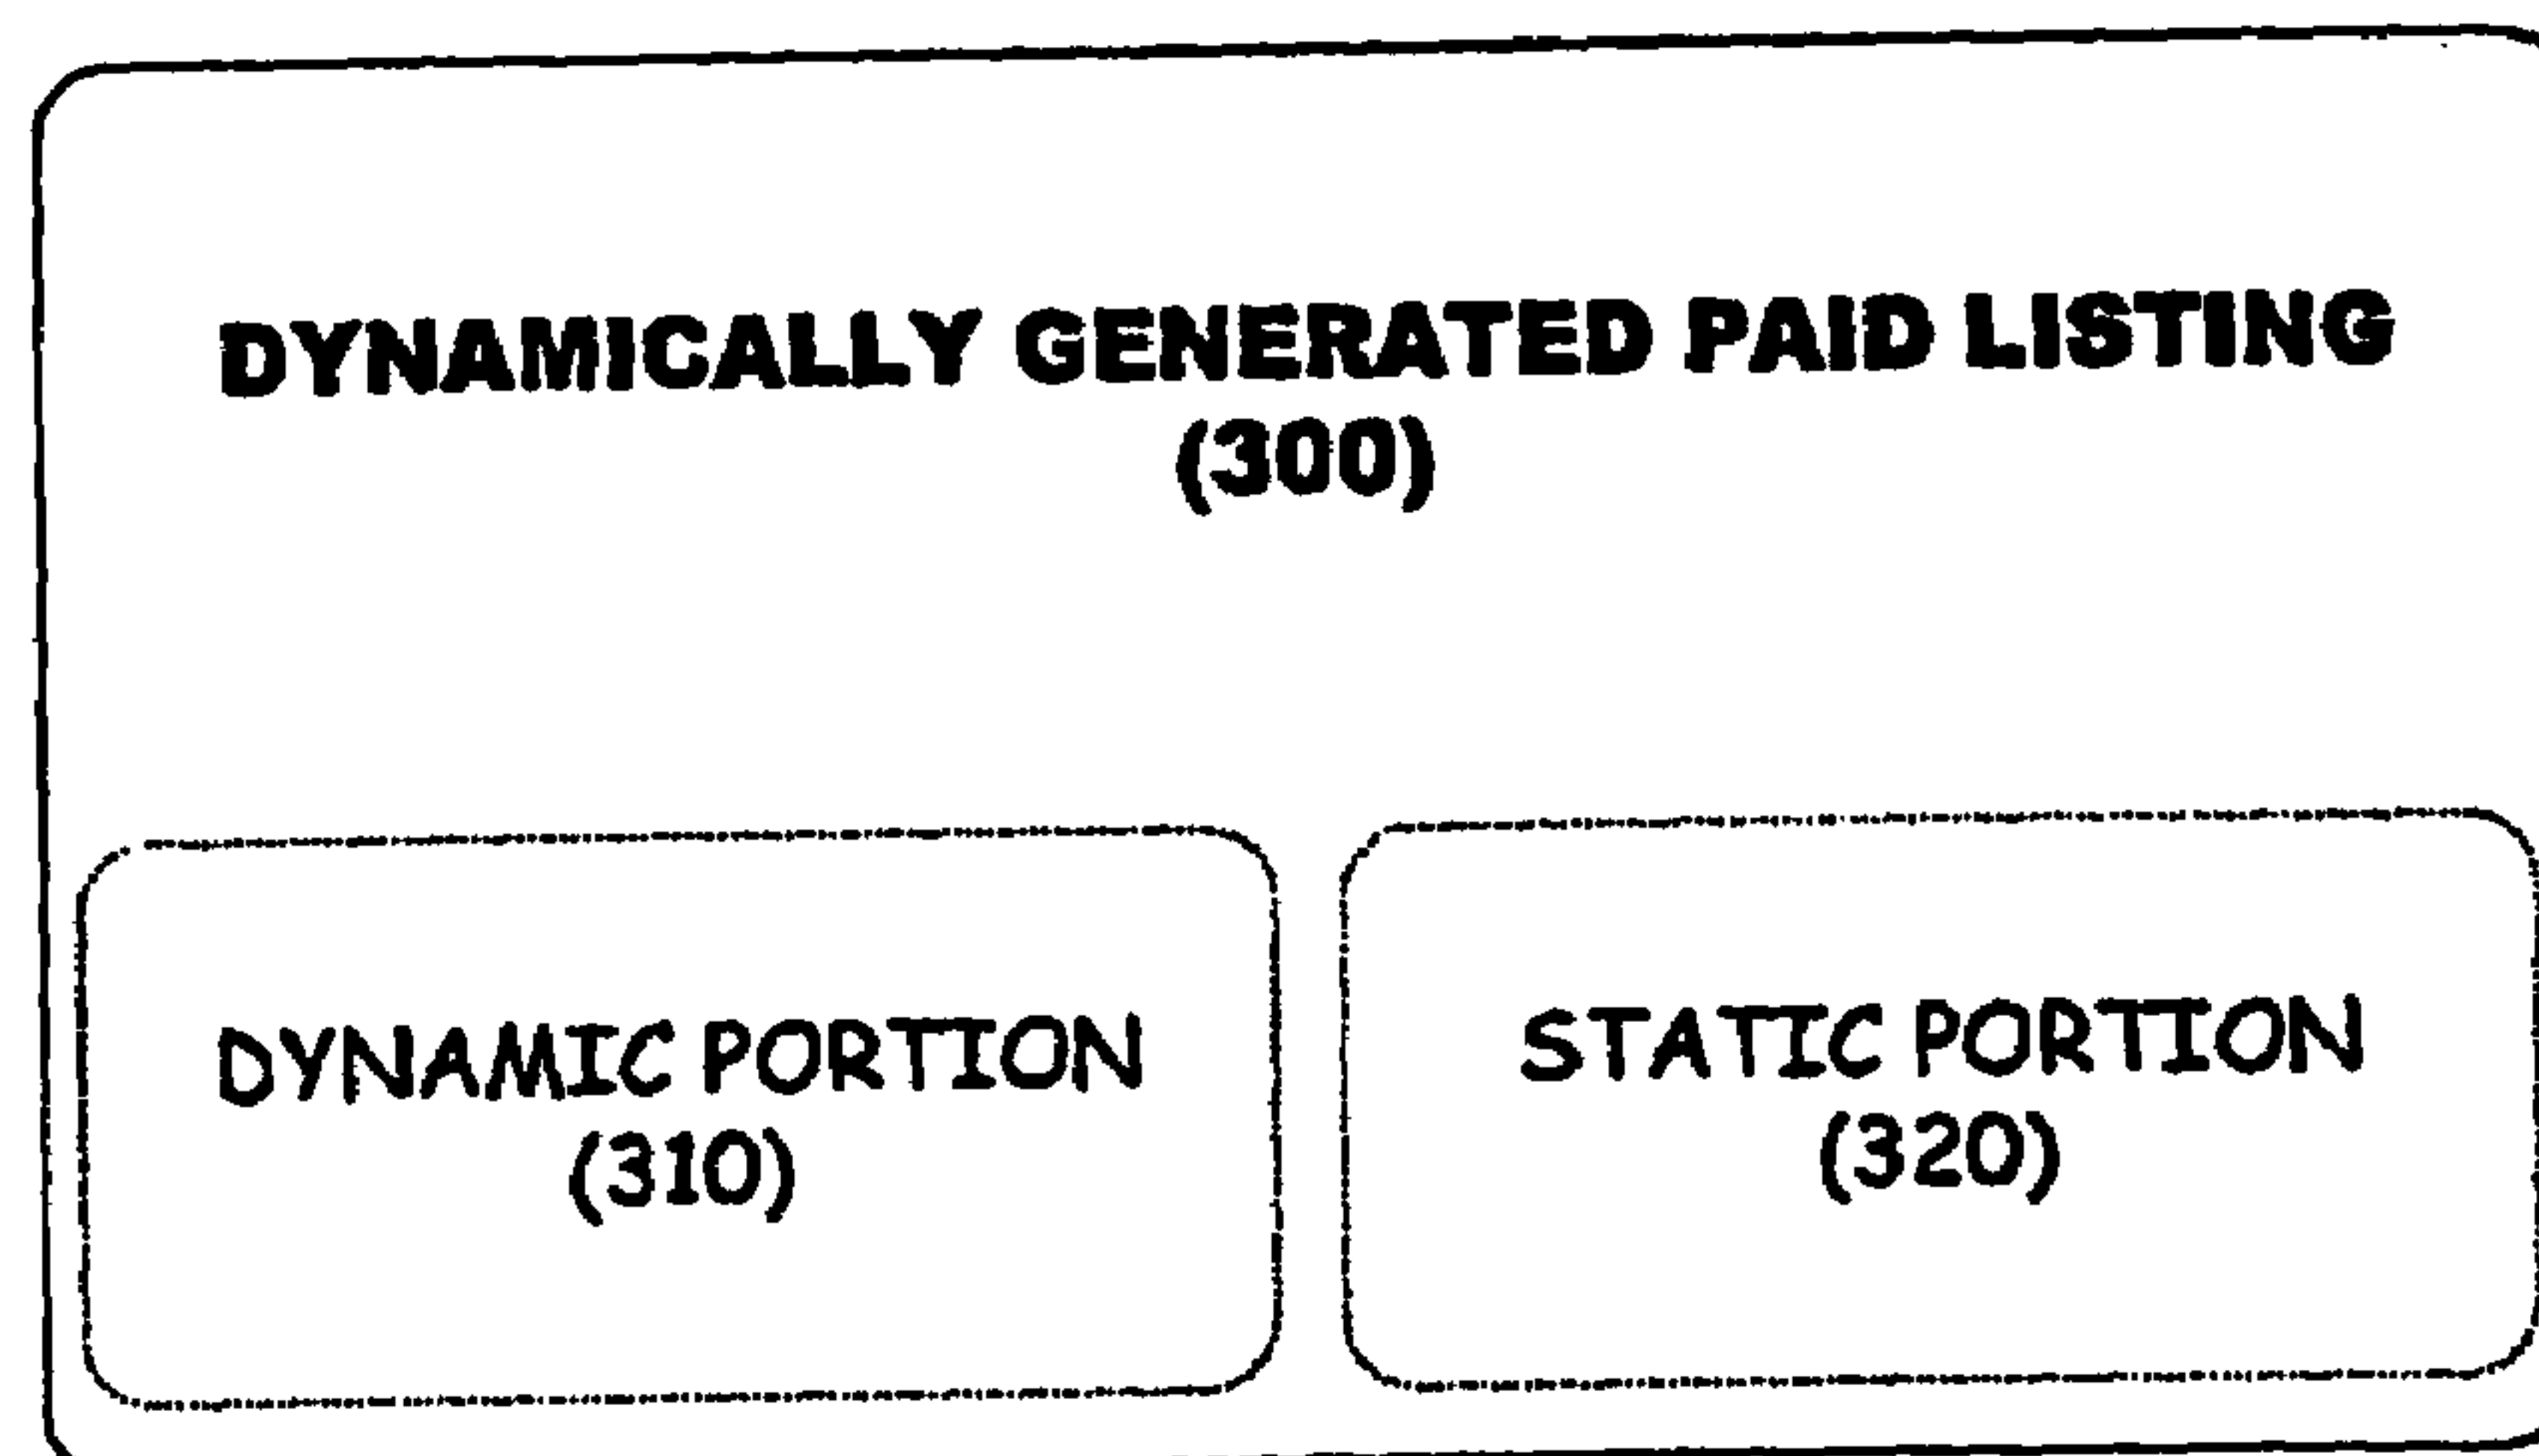 DYNAMICALLY GENERATED PAID LISTING
(300)
DYNAMIC PORTION
(310)
STATIC PORTION
(320)